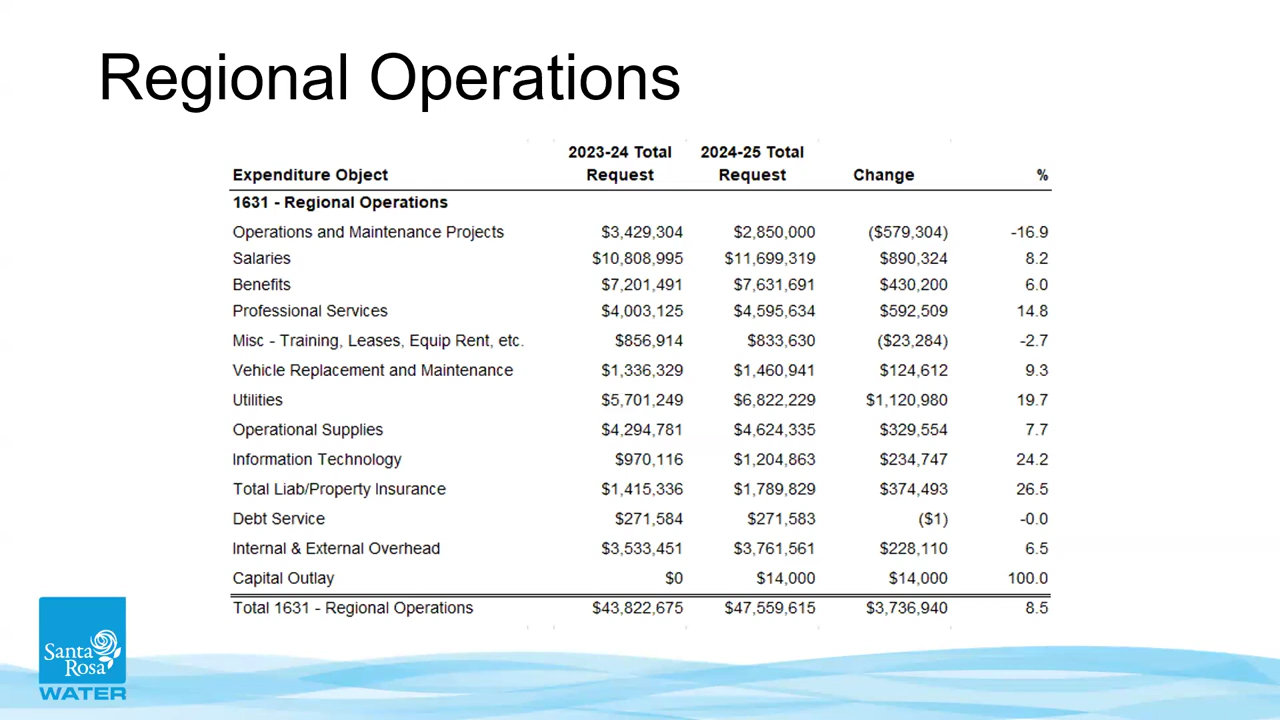 Regional Operations
2023-24 Total 2024-25 Total
Expenditure Object Request Request Change %
1631 - Regional Operations
Operations and Maintenance Projects $3,429,304 $2,850,000 ($579,304) -16.9
Salaries $10,808,995 $11,699,319 $890,324 8.2
Benefits $7,201,491 $7,631,691 $430,200 6.0
Professional Services $4,003,125 $4,595,634 $592,509 14.8
Misc - Training, Leases, Equip Rent, etc. $856,914 $833,630 ($23,284) -2.7
Vehicle Replacement and Maintenance $1,336,329 $1,460,941 $124,612 9.3
Utilities $5,701,249 $6,822,229 $1,120,980 19.7
Operational Supplies $4,294,781 $4,624,335 $329,554 7.7
Information Technology $970,116 $1,204,863 $234,747 24.2
Total Liab/Property Insurance $1,415,336 $1,789,829 $374,493 26.5
Debt Service $271,584 $271,583 ($1) -0.0
Internal & External Overhead $3,533,451 $3,761,561 $228,110 6.5
Capital Outlay $0 $14,000 $14,000 100.0
Total 1631 - Regional Operations $43,822,675 $47,559,615 $3,736,940 8.5
Santa
Rosa
WATER